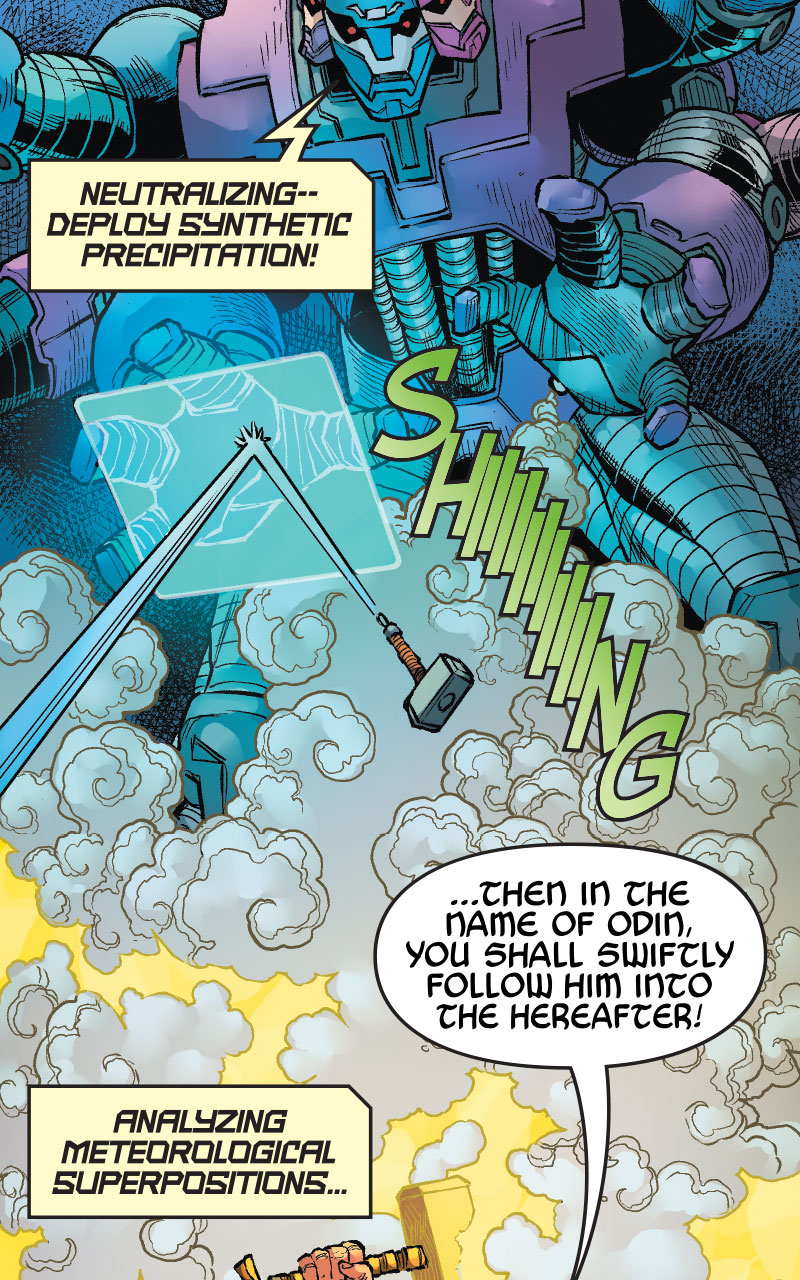 NEUTRALIZING--
DEPLOY SYNTHETIC
PRECIPITATION!
SHIIIIIIIING
...THEN IN THE
NAME OF ODIN,
YOU SHALL SWIFTLY
FOLLOW HIM INTO
THE HEREAFTER!
ANALYZING
METEOROLOGICAL
SUPERPOSITIONS...